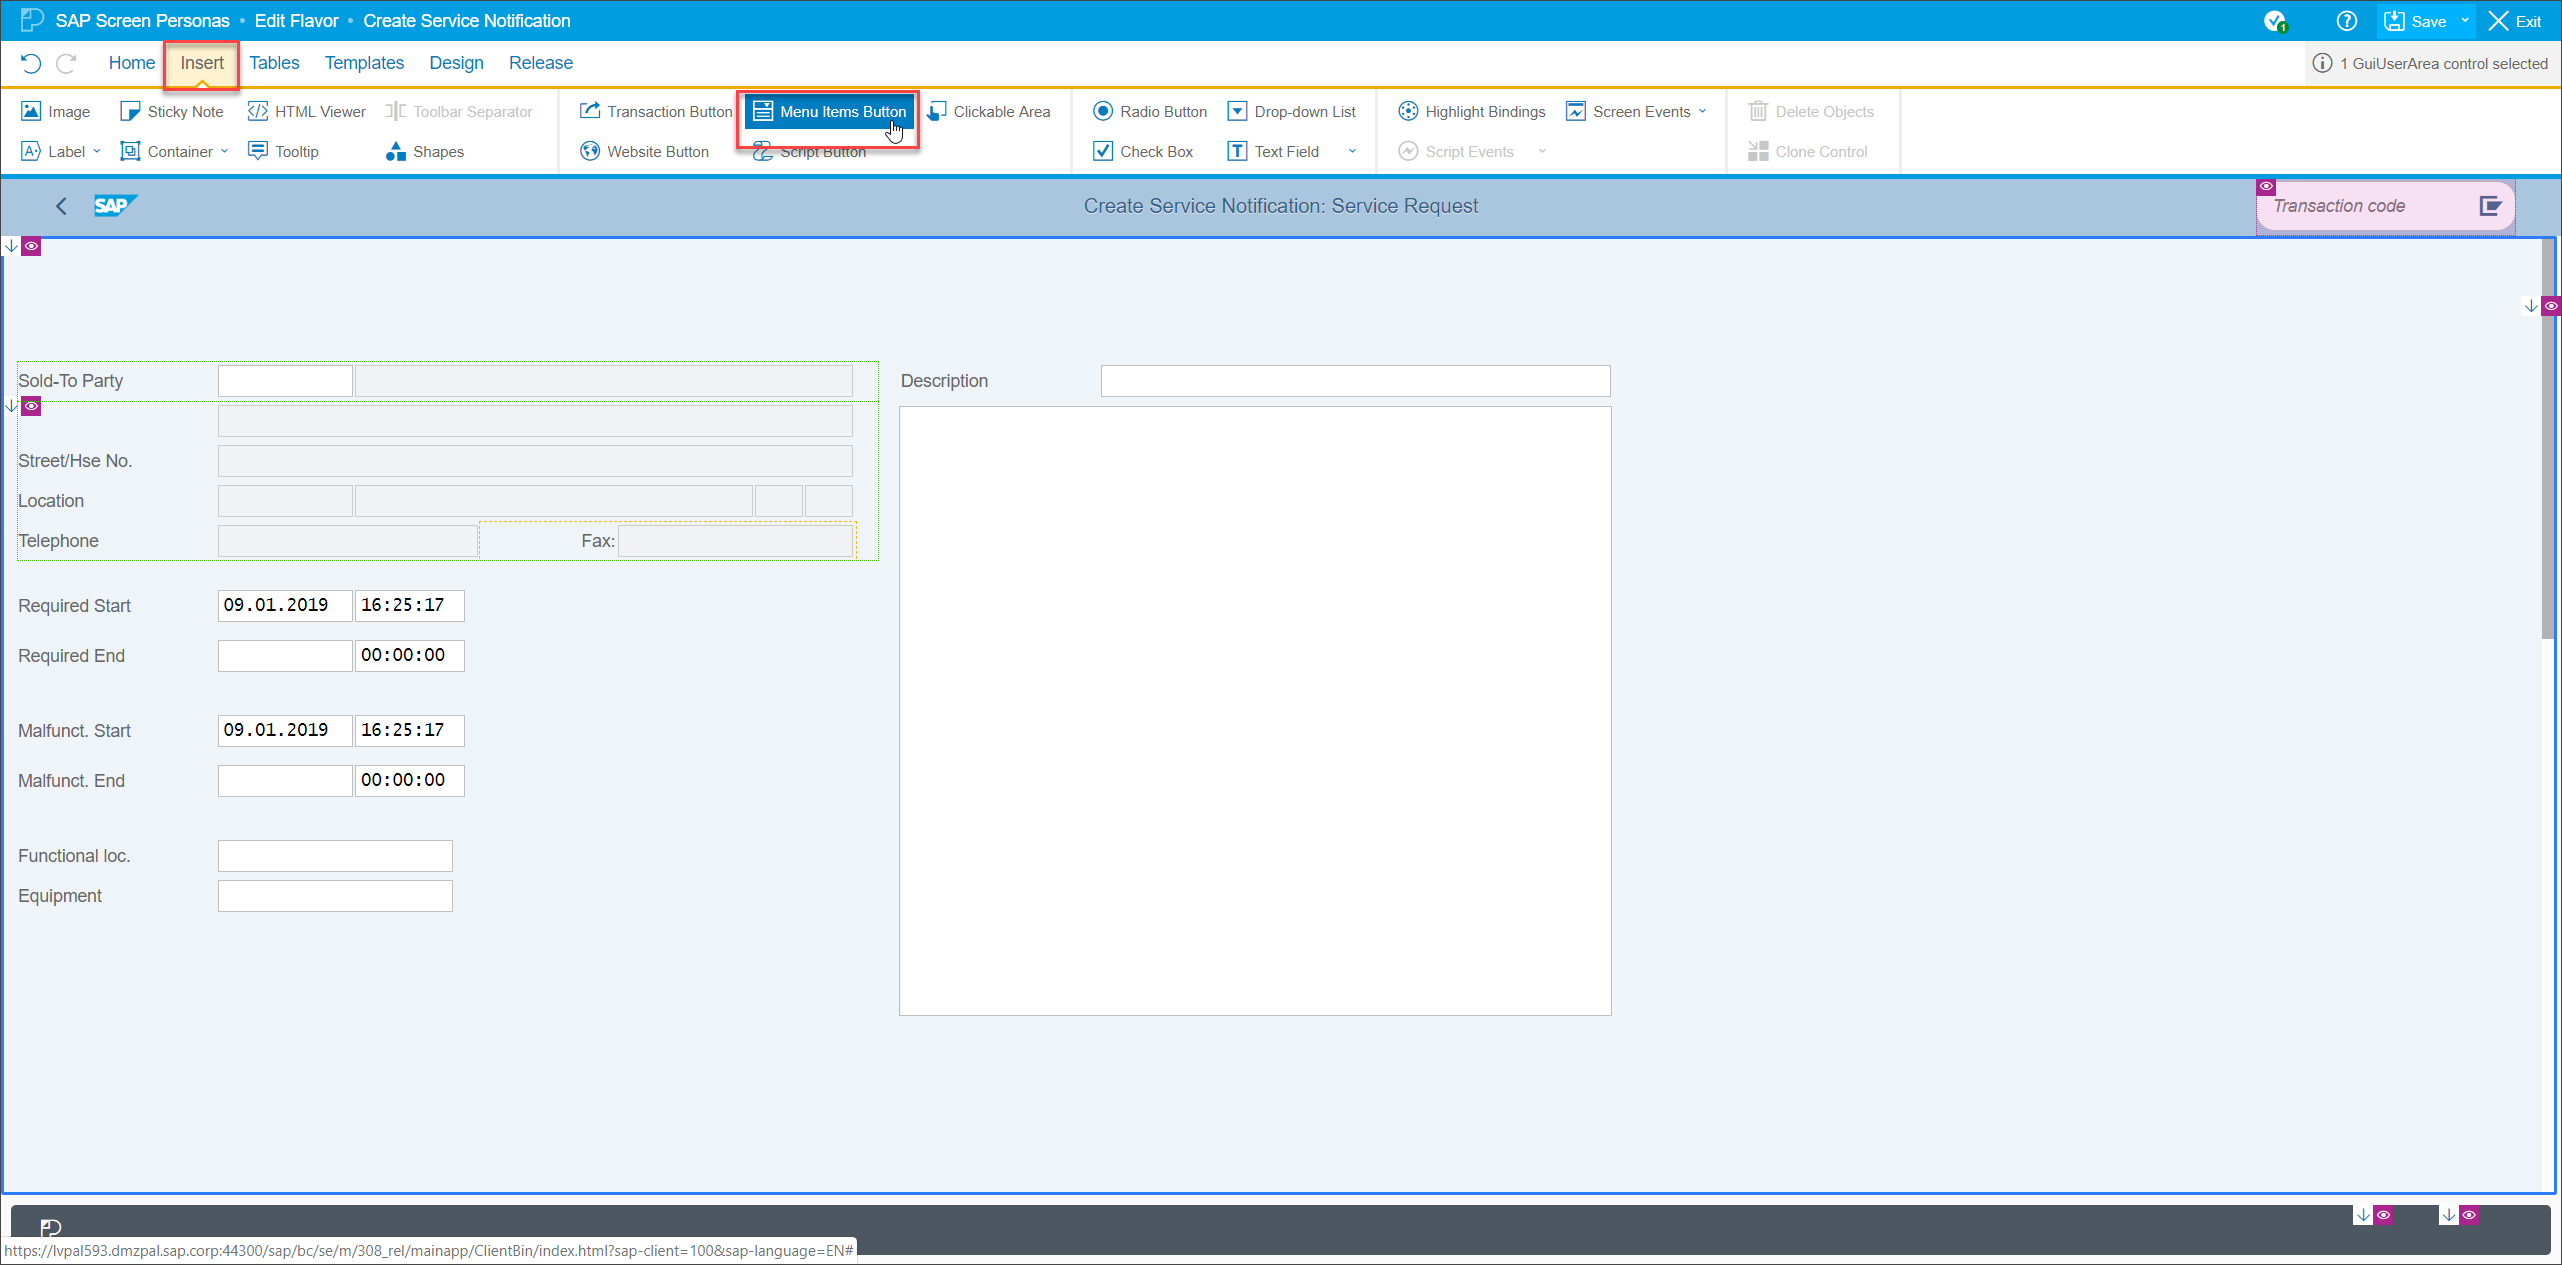 SAP Screen Personas • Edit Flavor • Create Service Notification
1 Save Exit
Home Insert Tables Templates Design Release
1 GuiUserArea control selected
Image Sticky Note HTML Viewer Toolbar Separator Transaction Button Menu Items Button Clickable Area Radio Button Drop-down List Highlight Bindings Screen Events Delete Objects
Label Container Tooltip Shapes Website Button Script Button Check Box Text Field Script Events Clone Control
SAP Create Service Notification: Service Request Transaction code
Sold-To Party Description
Street/Hse No.
Location
Telephone Fax:
Required Start 09.01.2019 16:25:17
Required End 00:00:00
Malfunct. Start 09.01.2019 16:25:17
Malfunct. End 00:00:00
Functional loc.
Equipment
https://lvpal593.dmzpal.sap.corp:44300/sap/bc/se/m/308_rel/mainapp/ClientBin/index.html?sap-client=100&sap-language=EN#